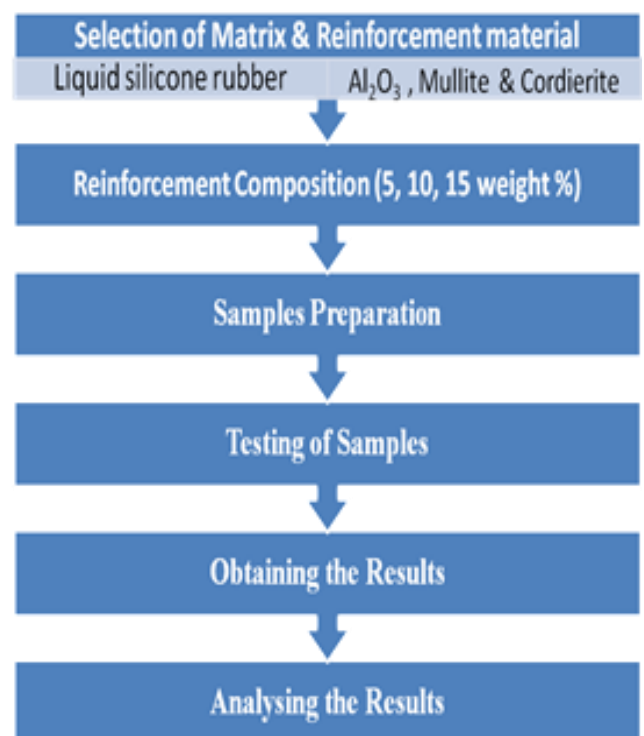 Selection of Matrix & Reinforcement material
Liquid silicone rubber Al₂O₃ , Mullite & Cordierite
Reinforcement Composition (5, 10, 15 weight %)
Samples Preparation
Testing of Samples
Obtaining the Results
Analysing the Results